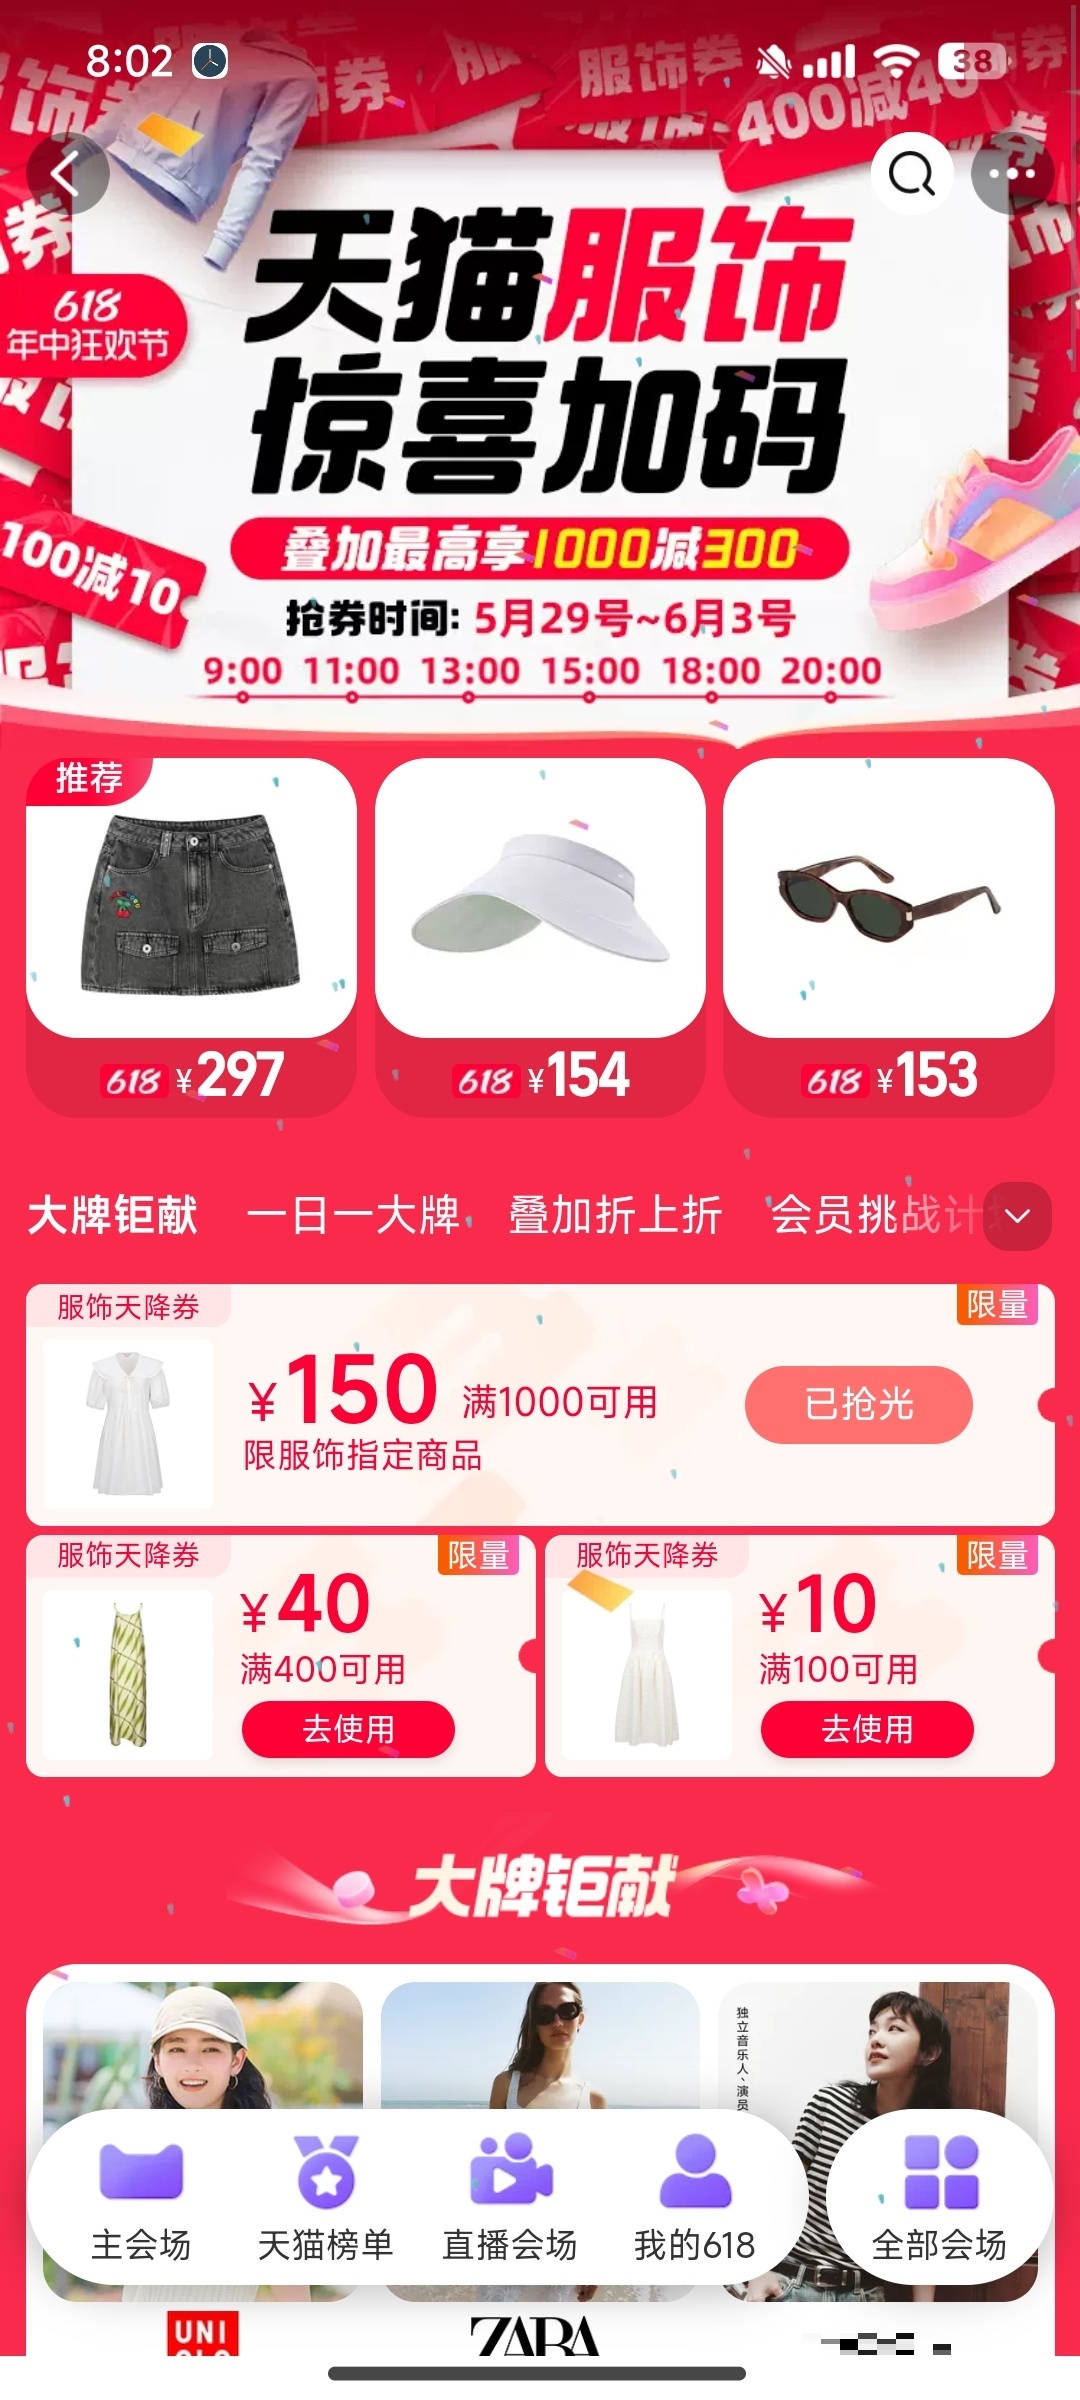 8:02
38
服饰券
400减40
天猫服饰
惊喜加码
618
年中狂欢节
100减10
叠加最高享1000减300
抢券时间: 5月29号~6月3号
9:00 11:00 13:00 15:00 18:00 20:00
推荐
618 ¥297
618 ¥154
618 ¥153
大牌钜献 一日一大牌 叠加折上折 会员挑战计
服饰天降券
限量
¥150 满1000可用
限服饰指定商品
已抢光
服饰天降券
限量
¥40
满400可用
去使用
服饰天降券
限量
¥10
满100可用
去使用
大牌钜献
独立音乐人、演员
主会场
天猫榜单
直播会场
我的618
全部会场
UNI
ZARA